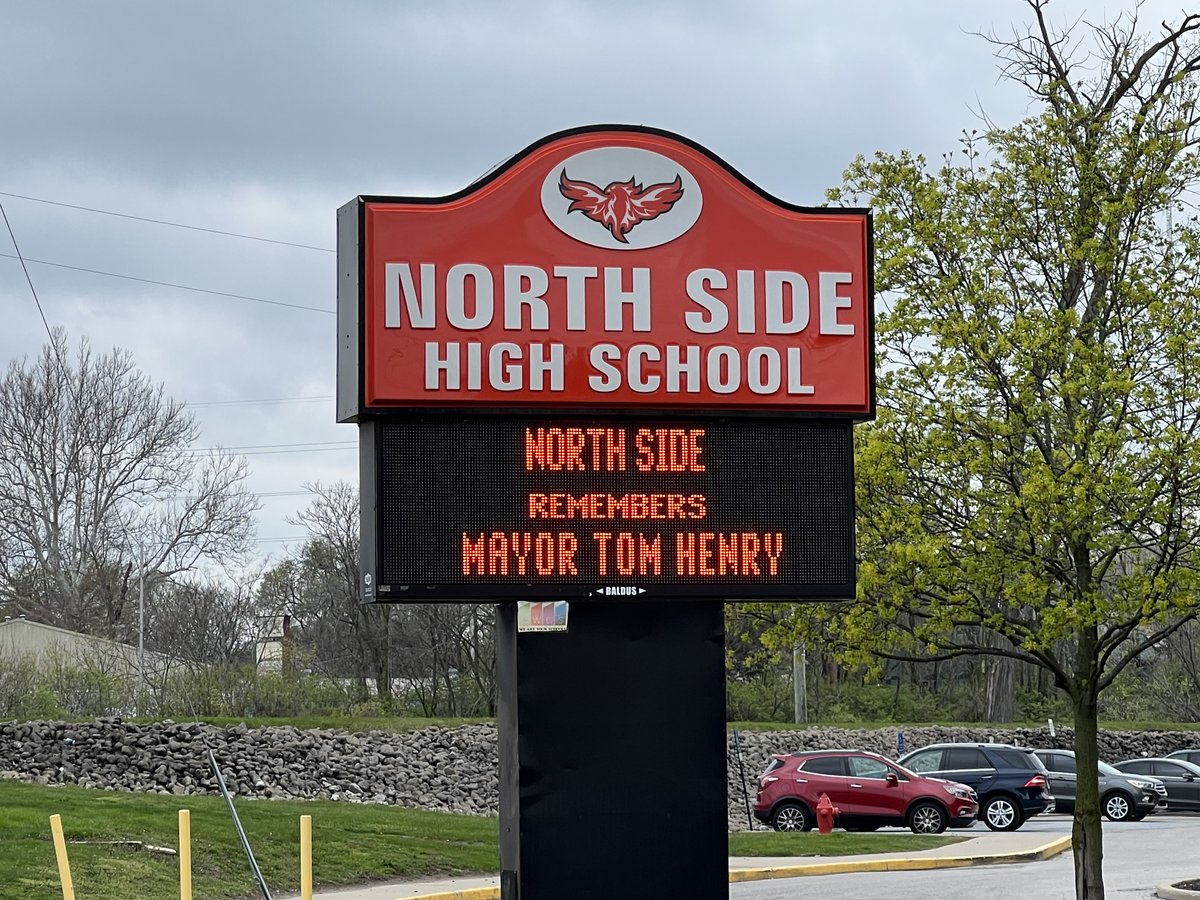 NORTH SIDE
HIGH SCHOOL
NORTH SIDE
REMEMBERS
MAYOR TOM HENRY
BALDUS